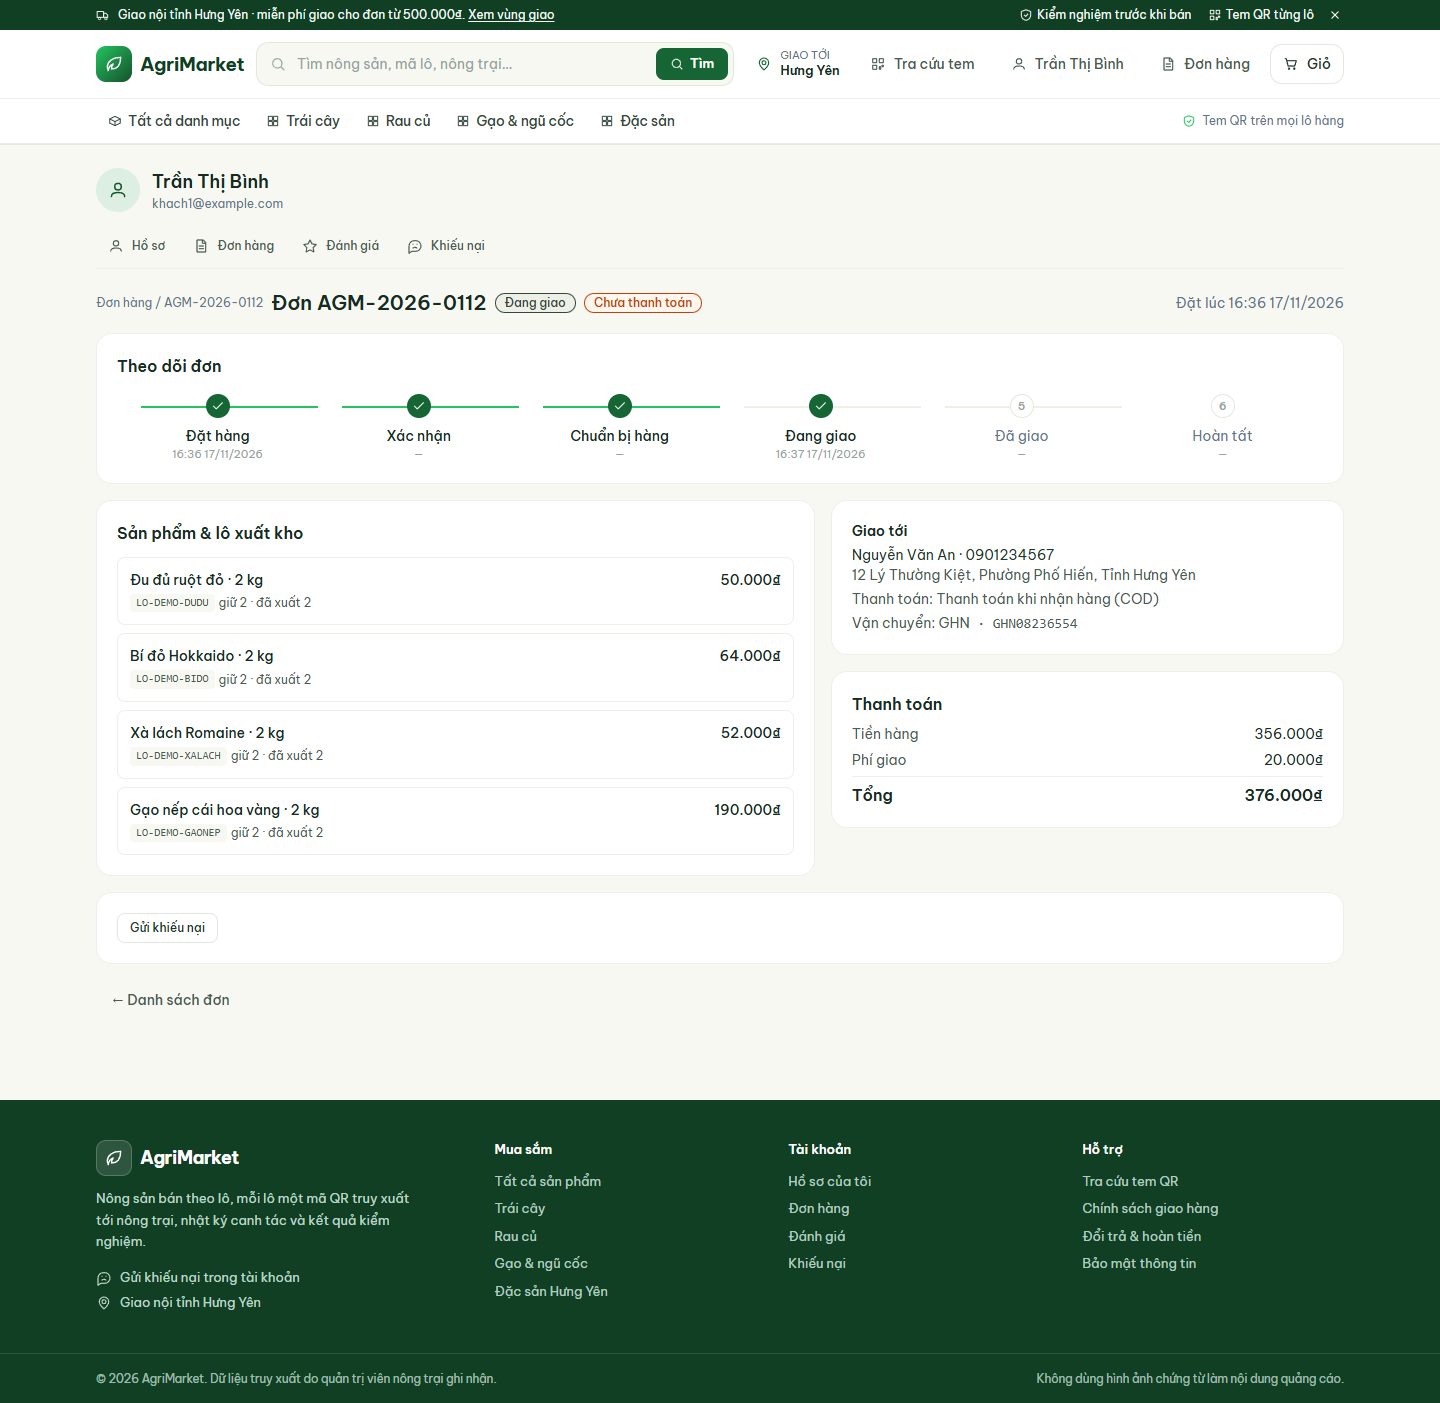 Giao nội tỉnh Hưng Yên · miễn phí giao cho đơn từ 500.000₫. Xem vùng giao
Kiểm nghiệm trước khi bán
Tem QR từng lô
AgriMarket
Tìm nông sản, mã lô, nông trại...
Tìm
GIAO TỚI
Hưng Yên
Tra cứu tem
Trần Thị Bình
Đơn hàng
Giỏ
Tất cả danh mục
Trái cây
Rau củ
Gạo & ngũ cốc
Đặc sản
Tem QR trên mọi lô hàng
Trần Thị Bình
khach1@example.com
Hồ sơ
Đơn hàng
Đánh giá
Khiếu nại
Đơn hàng / AGM-2026-0112
Đơn AGM-2026-0112
Đang giao
Chưa thanh toán
Đặt lúc 16:36 17/11/2026
Theo dõi đơn
5
6
Đặt hàng
Xác nhận
Chuẩn bị hàng
Đang giao
Đã giao
Hoàn tất
16:36 17/11/2026
—
—
16:37 17/11/2026
—
—
Sản phẩm & lô xuất kho
Đu đủ ruột đỏ · 2 kg
50.000₫
LO-DEMO-DUDU giữ 2 · đã xuất 2
Bí đỏ Hokkaido · 2 kg
64.000₫
LO-DEMO-BIDO giữ 2 · đã xuất 2
Xà lách Romaine · 2 kg
52.000₫
LO-DEMO-XALACH giữ 2 · đã xuất 2
Gạo nếp cái hoa vàng · 2 kg
190.000₫
LO-DEMO-GAONEP giữ 2 · đã xuất 2
Giao tới
Nguyễn Văn An · 0901234567
12 Lý Thường Kiệt, Phường Phố Hiến, Tỉnh Hưng Yên
Thanh toán: Thanh toán khi nhận hàng (COD)
Vận chuyển: GHN · GHN08236554
Thanh toán
Tiền hàng
356.000₫
Phí giao
20.000₫
Tổng
376.000₫
Gửi khiếu nại
← Danh sách đơn
AgriMarket
Nông sản bán theo lô, mỗi lô một mã QR truy xuất
tới nông trại, nhật ký canh tác và kết quả kiểm
nghiệm.
Gửi khiếu nại trong tài khoản
Giao nội tỉnh Hưng Yên
Mua sắm
Tất cả sản phẩm
Trái cây
Rau củ
Gạo & ngũ cốc
Đặc sản Hưng Yên
Tài khoản
Hồ sơ của tôi
Đơn hàng
Đánh giá
Khiếu nại
Hỗ trợ
Tra cứu tem QR
Chính sách giao hàng
Đổi trả & hoàn tiền
Bảo mật thông tin
© 2026 AgriMarket. Dữ liệu truy xuất do quản trị viên nông trại ghi nhận.
Không dùng hình ảnh chứng từ làm nội dung quảng cáo.